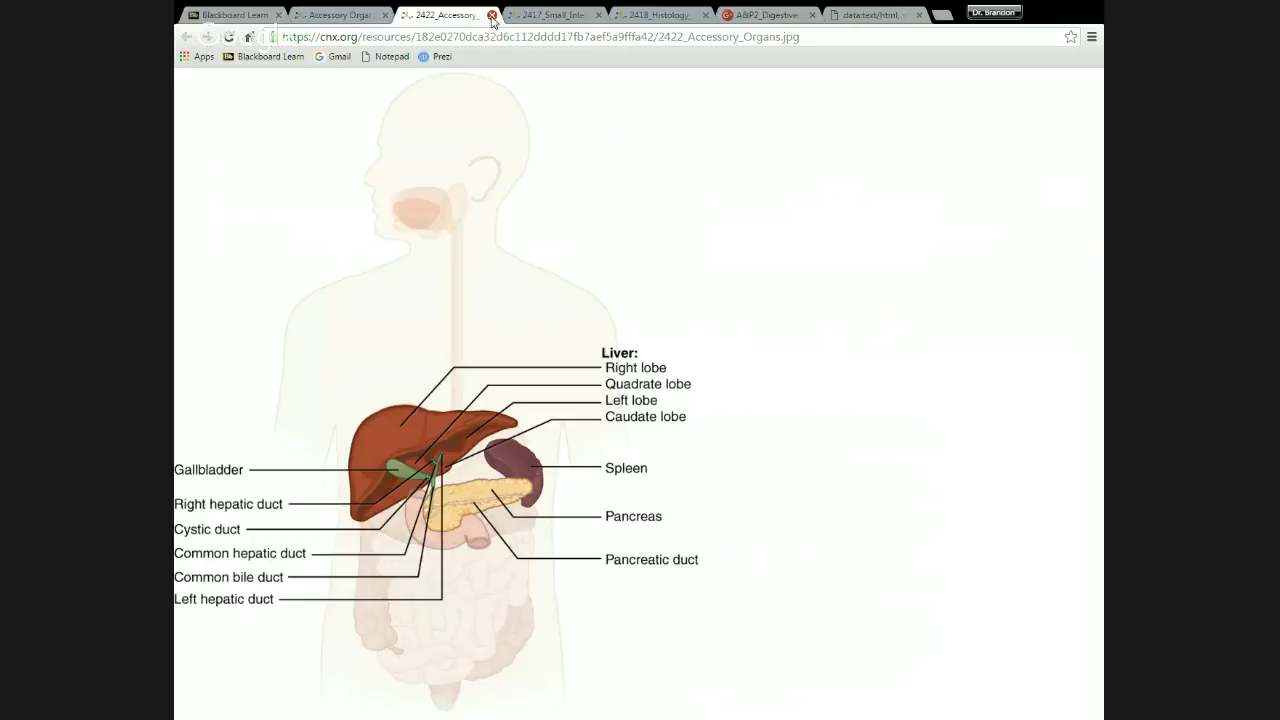 Blackboard Learn
Accessory Orga
2422_Accessory_
2417_Small_Inte
2418_Histology_
A&P2_Digestive
data:text/html,
Dr. Brandon
https://cnx.org/resources/182e0270dca32d6c112dddd17fb7aef5a9fffa42/2422_Accessory_Organs.jpg
Apps Blackboard Learn Gmail Notepad Prezi
Liver:
Right lobe
Quadrate lobe
Left lobe
Caudate lobe
Spleen
Pancreas
Pancreatic duct
Gallbladder
Right hepatic duct
Cystic duct
Common hepatic duct
Common bile duct
Left hepatic duct